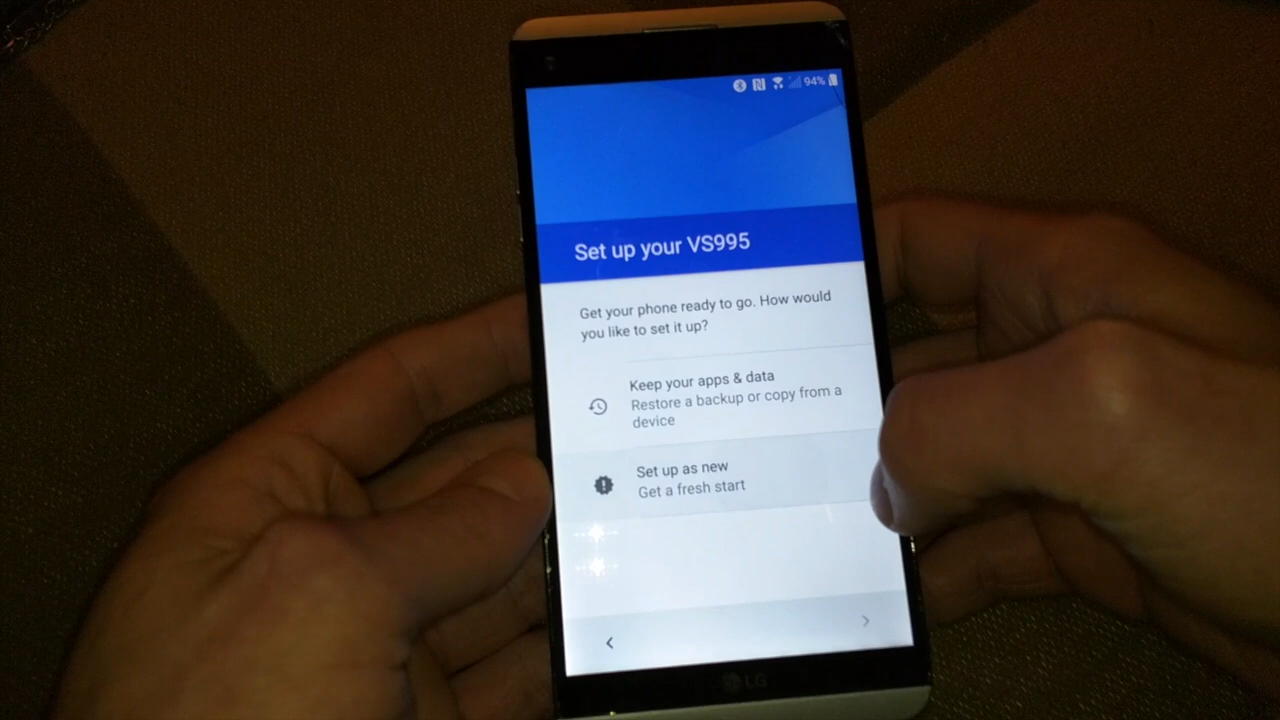 94%
Set up your VS995
Get your phone ready to go. How would
you like to set it up?
Keep your apps & data
Restore a backup or copy from a
device
Set up as new
Get a fresh start
LG